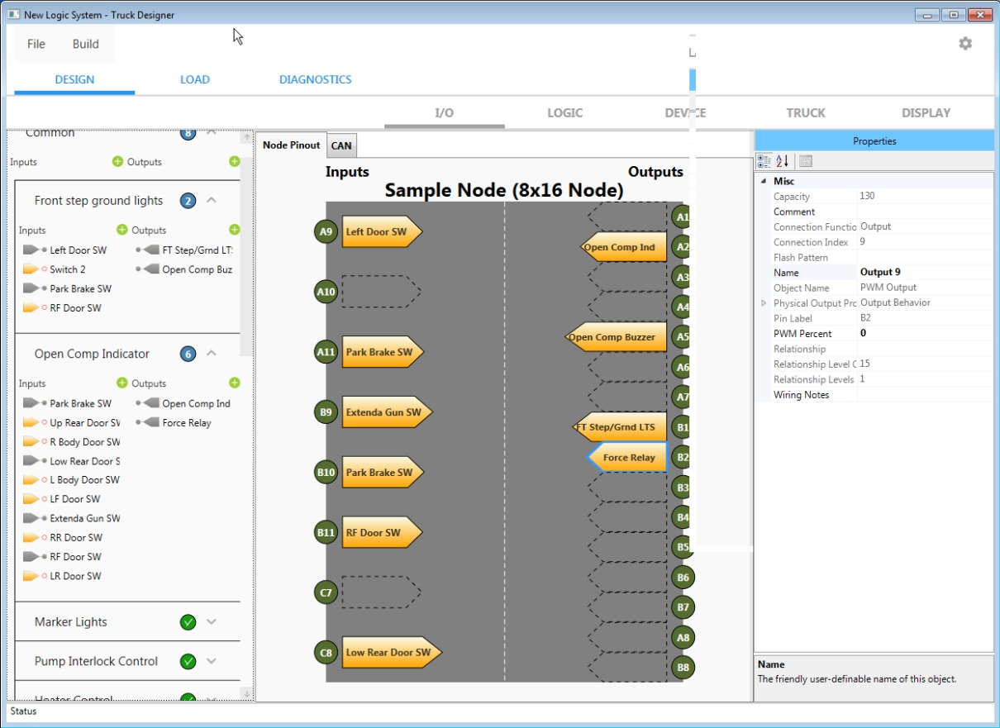 New Logic System - Truck Designer
File Build
DESIGN LOAD DIAGNOSTICS
I/O LOGIC DEVICE TRUCK DISPLAY
Common 8
Inputs Outputs
Front step ground lights 2
Inputs Outputs
Left Door SW FT Step/Grnd LT
Switch 2 Open Comp Buz
Park Brake SW
RF Door SW
Open Comp Indicator 6
Inputs Outputs
Park Brake SW Open Comp Ind
Up Rear Door SV Force Relay
R Body Door SW
Low Rear Door S
L Body Door SW
LF Door SW
Extenda Gun SW
RR Door SW
RF Door SW
LR Door SW
Marker Lights
Pump Interlock Control
Heater Control
Node Pinout CAN
Inputs Outputs
Sample Node (8x16 Node)
A9 Left Door SW
A10
A11 Park Brake SW
B9 Extenda Gun SW
B10 Park Brake SW
B11 RF Door SW
C7
C8 Low Rear Door SW
A1
Open Comp Ind A2
A3
A4
Open Comp Buzzer A5
A6
A7
FT Step/Grnd LTS B1
Force Relay B2
B3
B4
B5
B6
B7
A8
B8
Properties
Misc
Capacity 130
Comment
Connection Functio Output
Connection Index 9
Flash Pattern
Name Output 9
Object Name PWM Output
Physical Output Prc Output Behavior
Pin Label B2
PWM Percent 0
Relationship
Relationship Level C 15
Relationship Levels 1
Wiring Notes
Name
The friendly user-definable name of this object.
Status